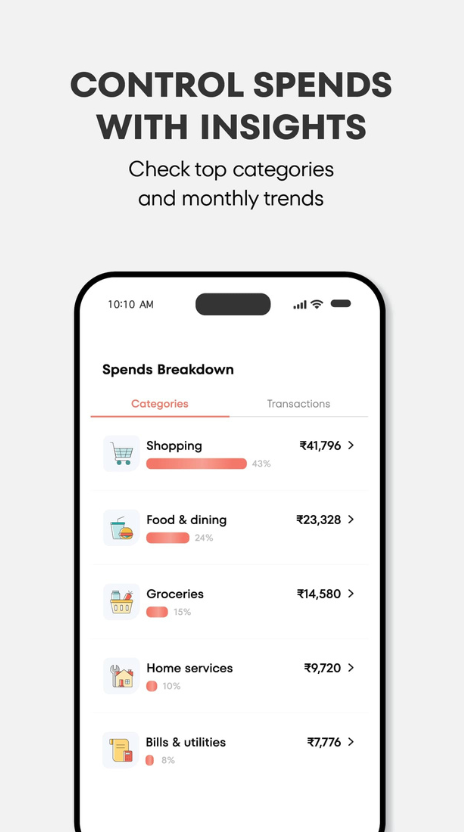 CONTROL SPENDS
WITH INSIGHTS
Check top categories
and monthly trends
10:10 AM
Spends Breakdown
Categories Transactions
Shopping ₹41,796
43%
Food & dining ₹23,328
24%
Groceries ₹14,580
15%
Home services ₹9,720
10%
Bills & utilities ₹7,776
8%